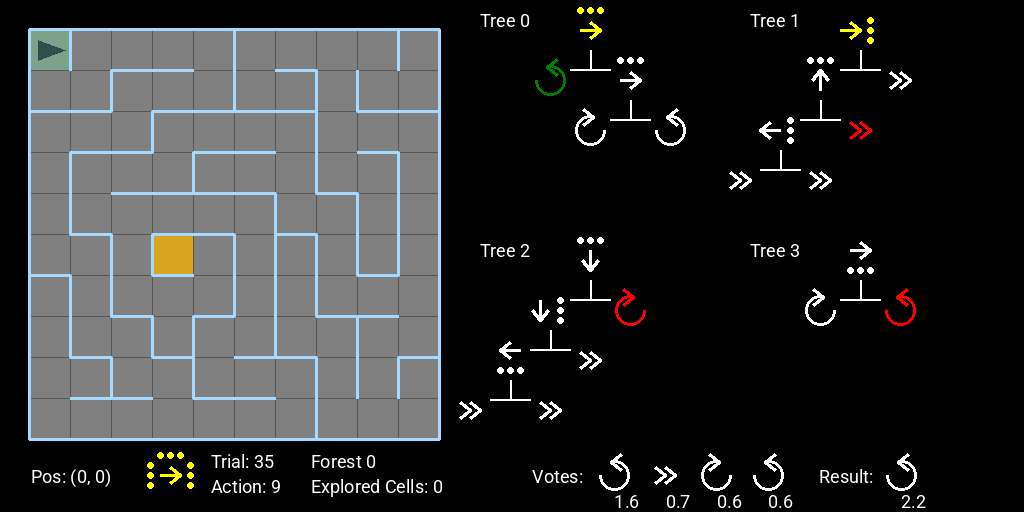 Tree 0
Tree 1
Tree 2
Tree 3
Pos: (0, 0)
Trial: 35
Forest 0
Action: 9
Explored Cells: 0
Votes:
1.6
0.7
0.6
0.6
Result:
2.2